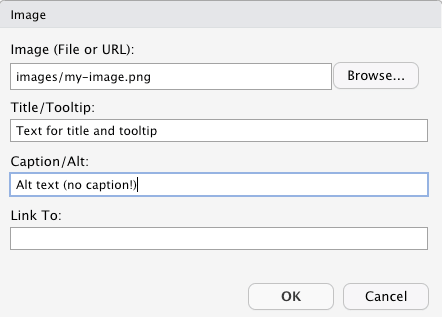 Image
Image (File or URL):
images/my-image.png
Browse...
Title/Tooltip:
Text for title and tooltip
Caption/Alt:
Alt text (no caption!)
Link To:
OK
Cancel